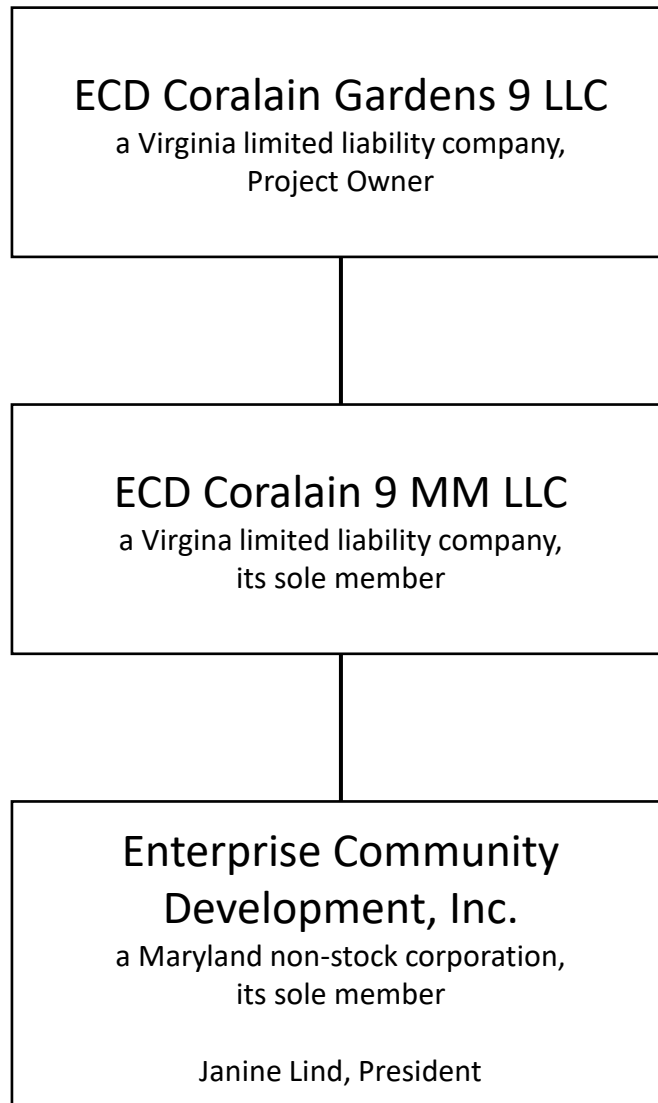 ECD Coralain Gardens 9 LLC
a Virginia limited liability company,
Project Owner
ECD Coralain 9 MM LLC
a Virgina limited liability company,
its sole member
Enterprise Community
Development, Inc.
a Maryland non-stock corporation,
its sole member
Janine Lind, President